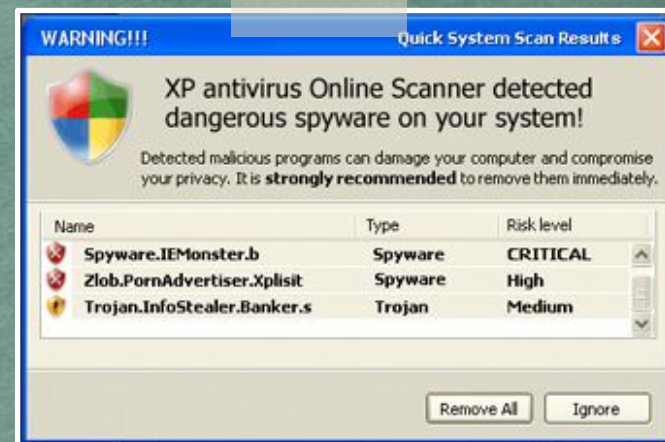 WARNING!!! Quick System Scan Results
XP antivirus Online Scanner detected
dangerous spyware on your system!
Detected malicious programs can damage your computer and compromise
your privacy. It is strongly recommended to remove them immediately.
Name Type Risk level
Spyware.IEMonster.b Spyware CRITICAL
Zlob.PornAdvertiser.Xplisit Spyware High
Trojan.InfoStealer.Banker.s Trojan Medium
Remove All Ignore